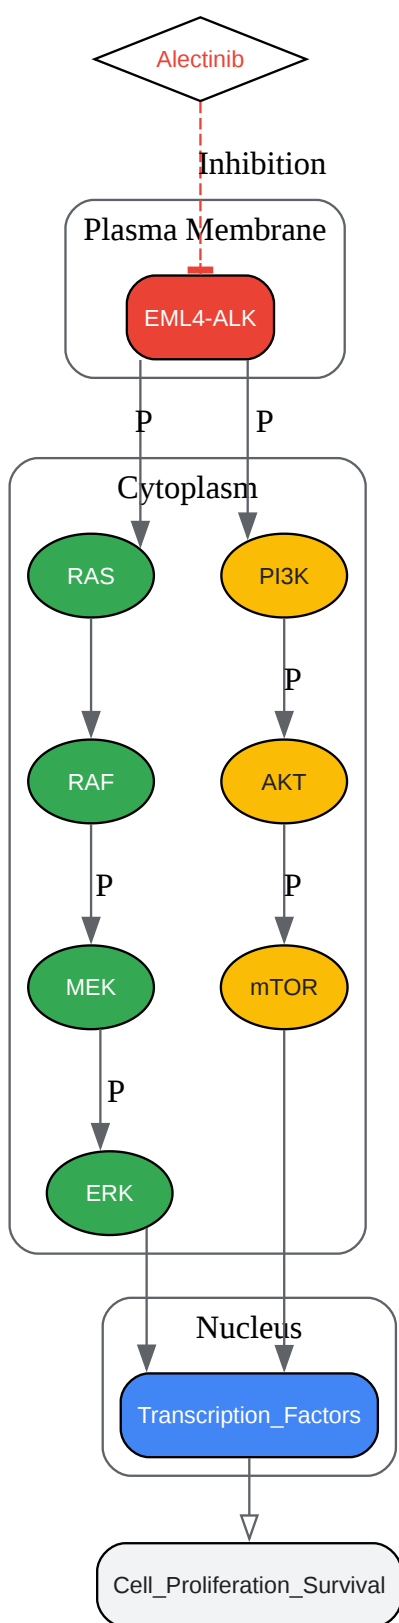 Alectinib
Inhibition
Plasma Membrane
EML4-ALK
P P
Cytoplasm
RAS PI3K
P
RAF AKT
P P
MEK mTOR
P
ERK
Nucleus
Transcription_Factors
Cell_Proliferation_Survival